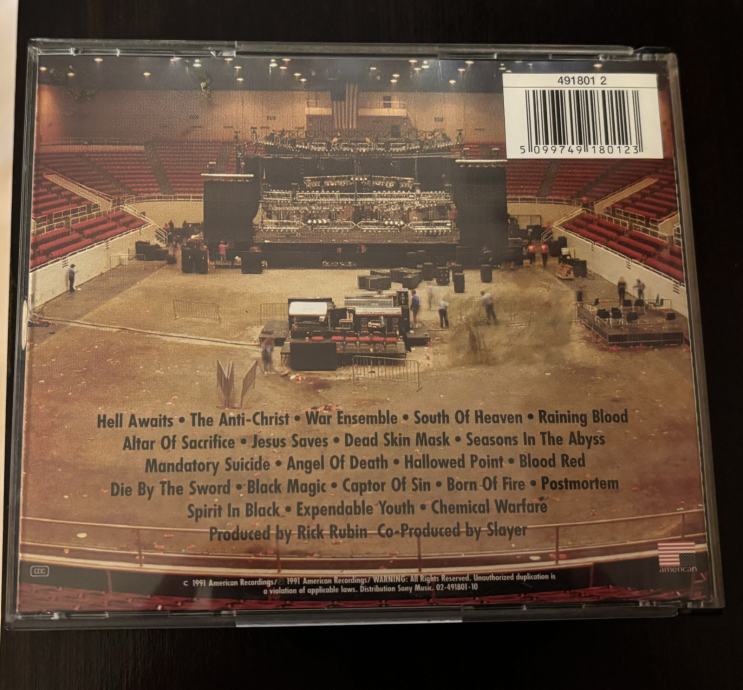 491801 2
5 099749 180123
Hell Awaits • The Anti-Christ • War Ensemble • South Of Heaven • Raining Blood
Altar Of Sacrifice • Jesus Saves • Dead Skin Mask • Seasons In The Abyss
Mandatory Suicide • Angel Of Death • Hallowed Point • Blood Red
Die By The Sword • Black Magic • Captor Of Sin • Born Of Fire • Postmortem
Spirit In Black • Expendable Youth • Chemical Warfare
Produced by Rick Rubin Co-Produced by Slayer
american
© 1991 American Recordings/℗ 1991 American Recordings/ WARNING: All Rights Reserved. Unauthorized duplication is
a violation of applicable laws. Distribution Sony Music. 02-491801-10